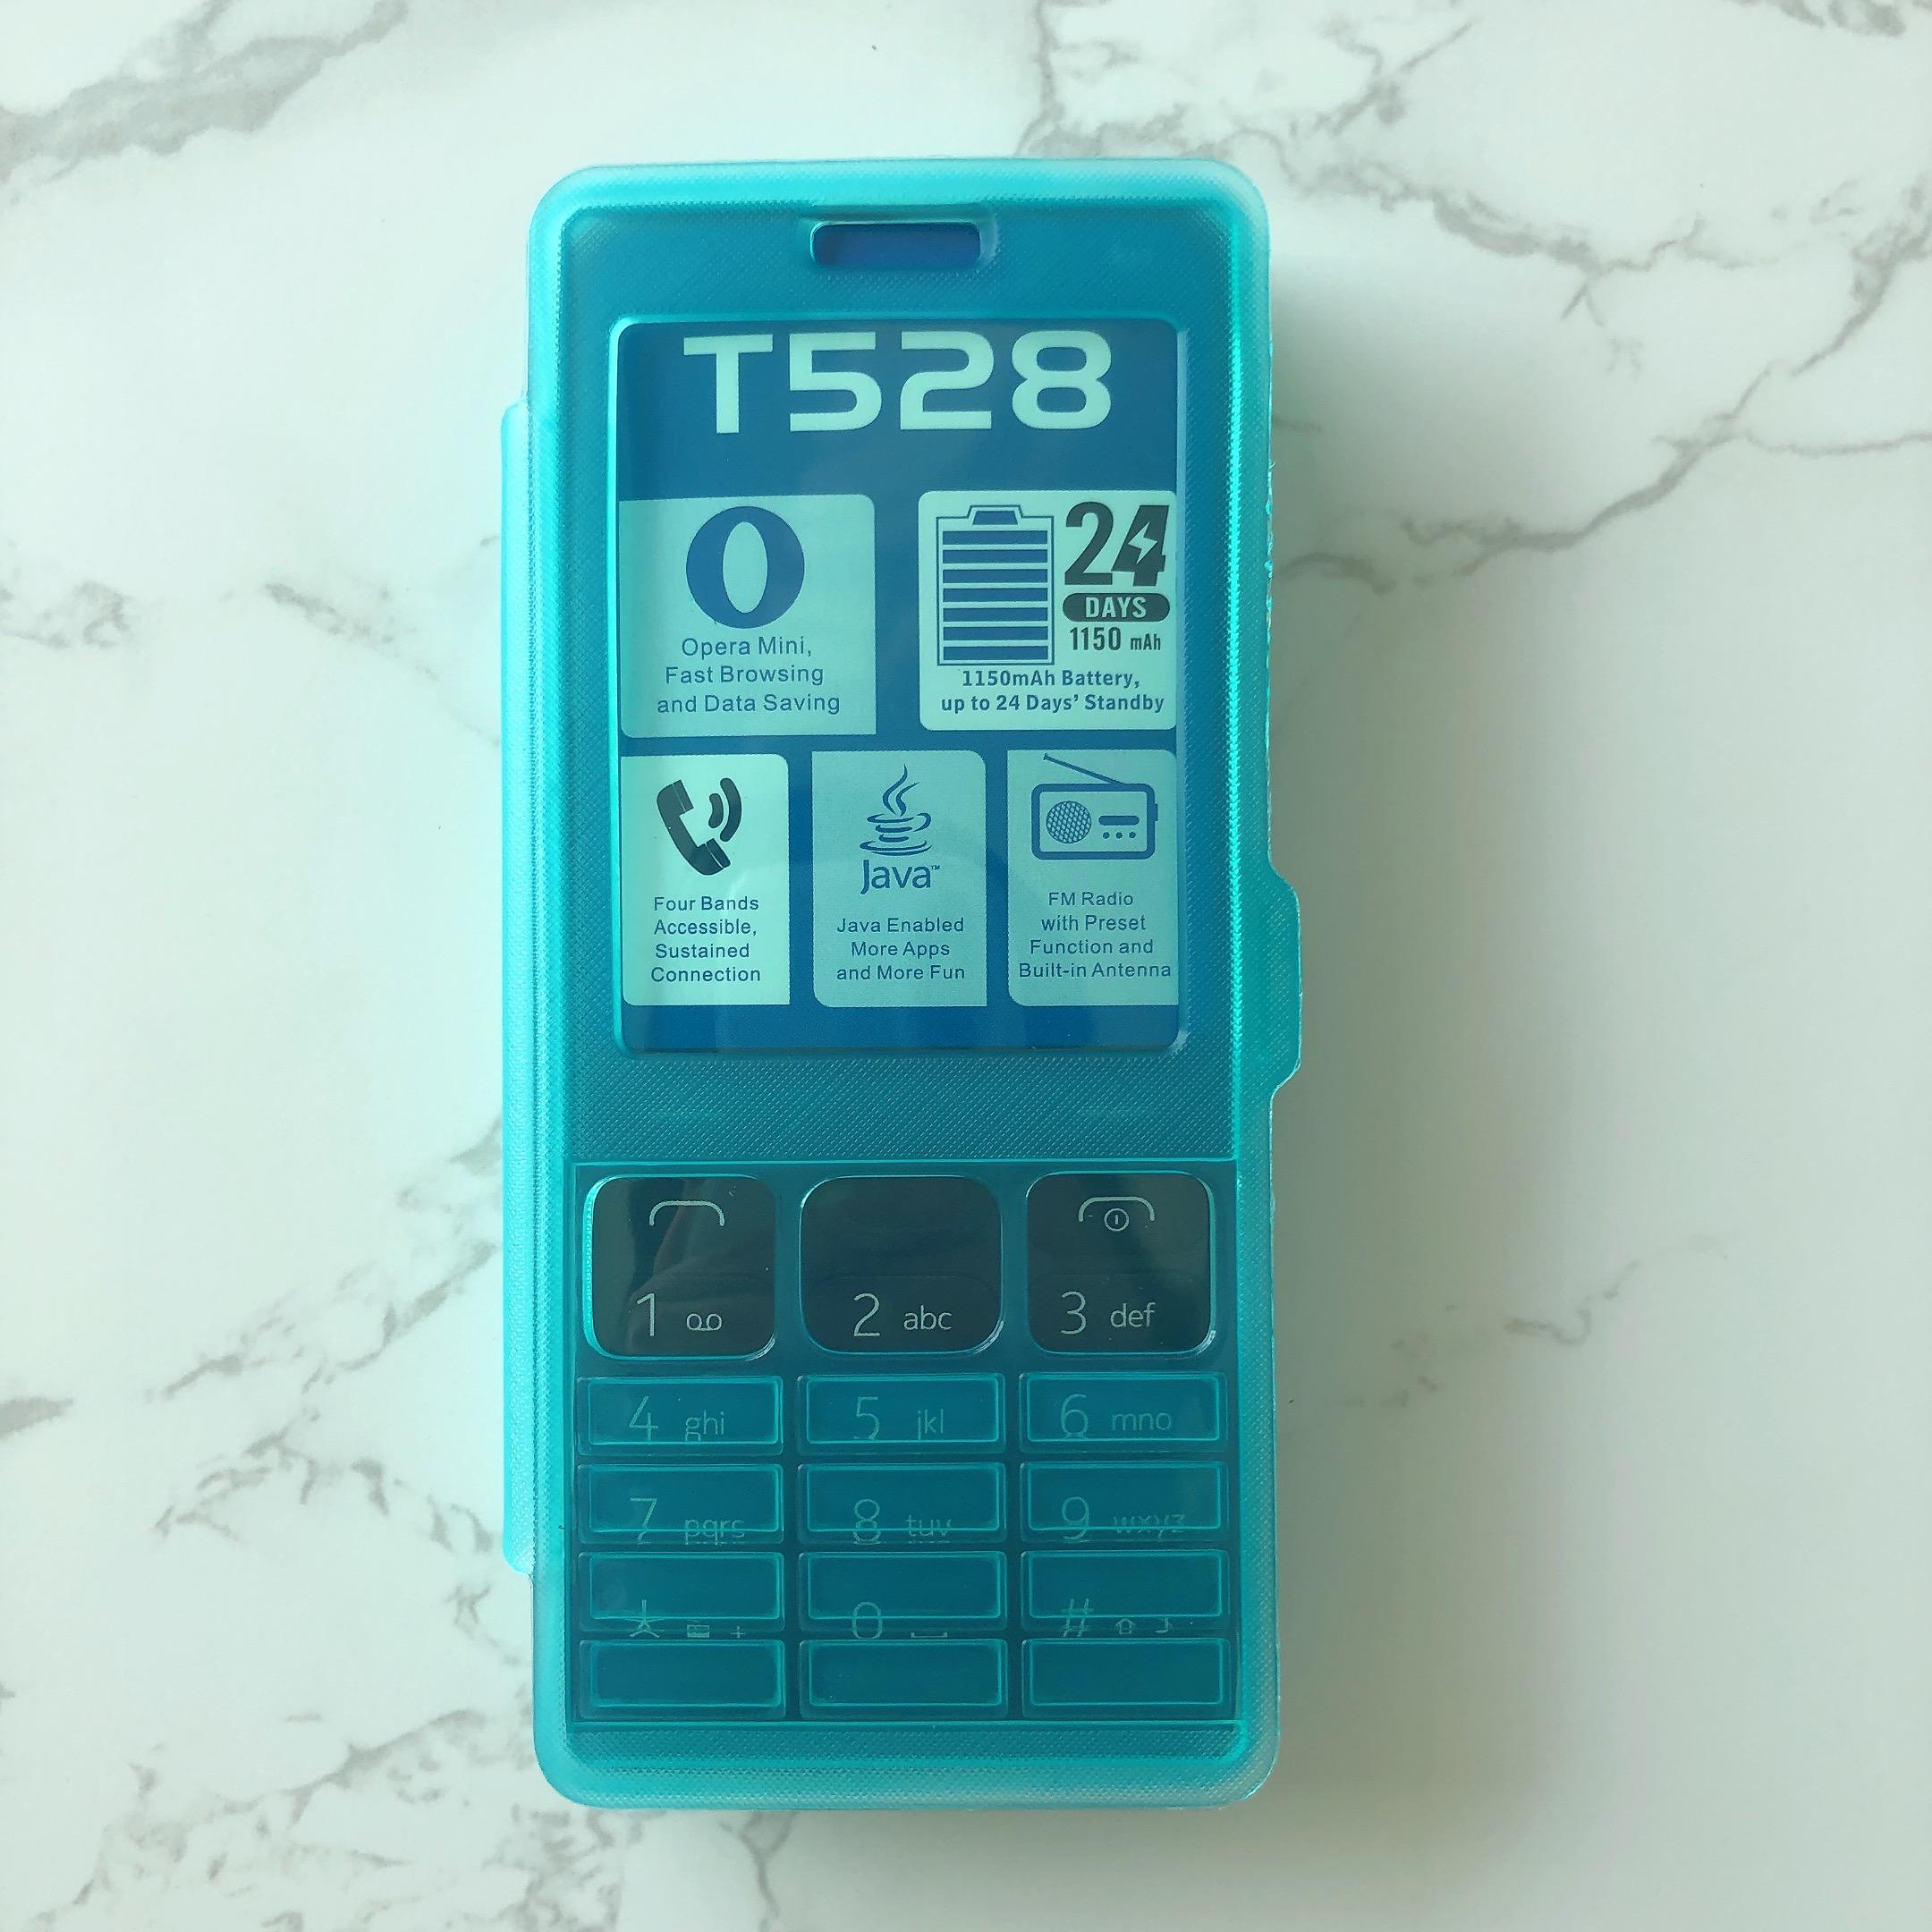 T528
Opera Mini,
Fast Browsing
and Data Saving
24
DAYS
1150 mAh
1150mAh Battery,
up to 24 Days' Standby
Four Bands
Accessible,
Sustained
Connection
Java™
Java Enabled
More Apps
and More Fun
FM Radio
with Preset
Function and
Built-in Antenna
1 2 abc 3 def
4 ghi 5 jkl 6 mno
7 pqrs 8 tuv 9 wxyz
* + 0 #